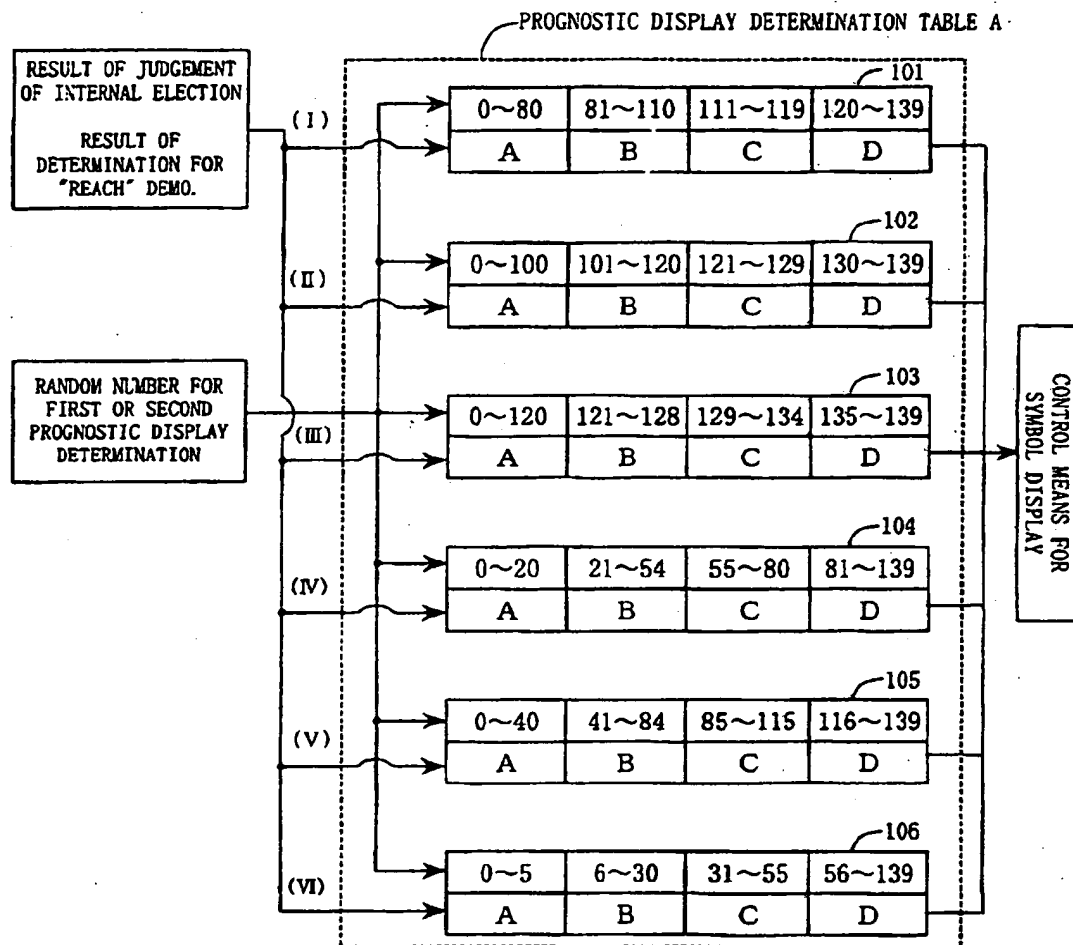 PROGNOSTIC DISPLAY DETERMINATION TABLE A
RESULT OF JUDGEMENT
OF INTERNAL ELECTION
RESULT OF
DETERMINATION FOR
"REACH" DEMO.
(I)
101
0~80 81~110 111~119 120~139
A B C D
(II)
102
0~100 101~120 121~129 130~139
A B C D
RANDOM NUMBER FOR
FIRST OR SECOND
PROGNOSTIC DISPLAY
DETERMINATION
(III)
103
0~120 121~128 129~134 135~139
A B C D
CONTROL MEANS FOR
SYMBOL DISPLAY
(IV)
104
0~20 21~54 55~80 81~139
A B C D
(V)
105
0~40 41~84 85~115 116~139
A B C D
(VI)
106
0~5 6~30 31~55 56~139
A B C D